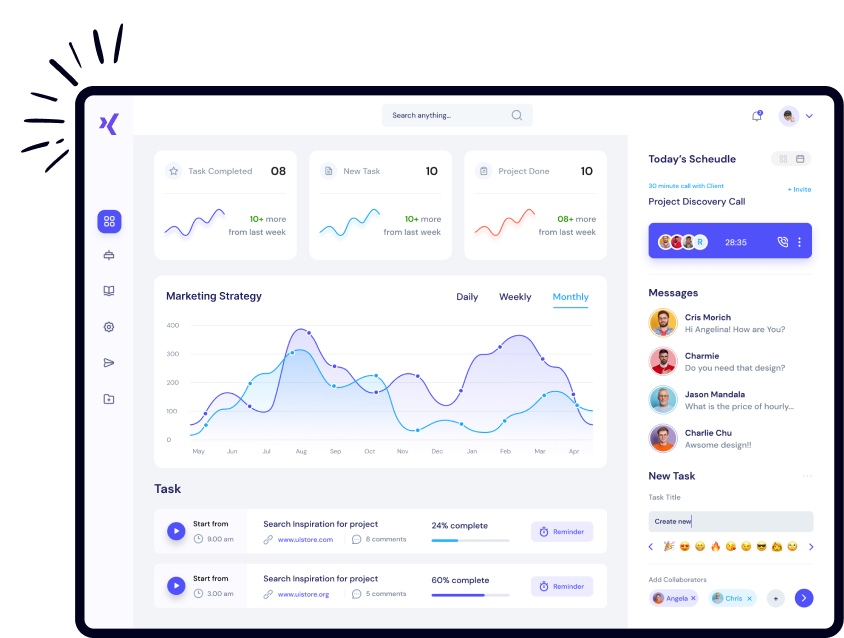 Search anything...
2
Task Completed 08
10+ more
from last week
New Task 10
10+ more
from last week
Project Done 10
08+ more
from last week
Marketing Strategy
Daily Weekly Monthly
400
300
200
100
0
May Jun Jul Aug Sep Oct Nov Dec Jan Feb Mar Apr
Task
Start from
9.00 am
Search Inspiration for project
www.uistore.com 8 comments
24% complete
Reminder
Start from
3.00 am
Search Inspiration for project
www.uistore.org 5 comments
60% complete
Reminder
Today's Scheudle
30 minute call with Client
+ Invite
Project Discovery Call
R 28:35
Messages
Cris Morich
Hi Angelina! How are You?
Charmie
Do you need that design?
Jason Mandala
What is the price of hourly...
Charlie Chu
Awsome design!!
New Task
Task Title
Create new
Add Collaborators
Angela × Chris × +